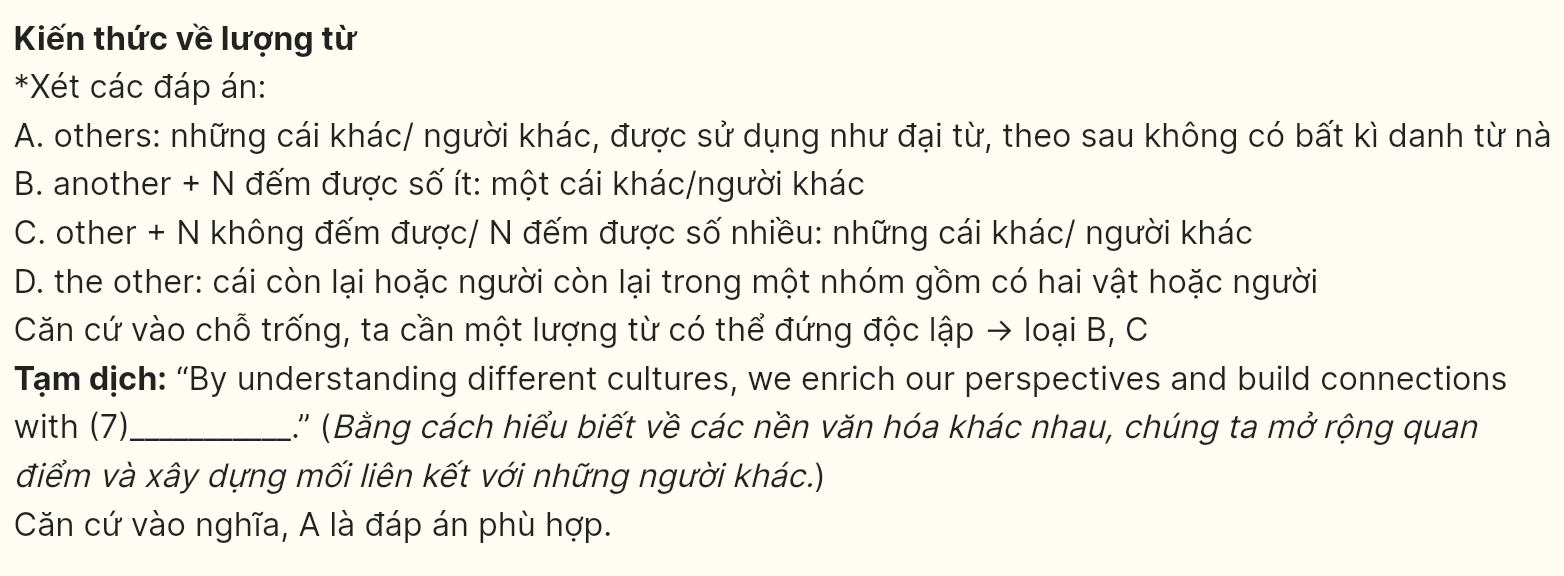 Kiến thức về lượng từ
*Xét các đáp án:
A. others: những cái khác/ người khác, được sử dụng như đại từ, theo sau không có bất kì danh từ nà
B. another + N đếm được số ít: một cái khác/người khác
C. other + N không đếm được/ N đếm được số nhiều: những cái khác/ người khác
D. the other: cái còn lại hoặc người còn lại trong một nhóm gồm có hai vật hoặc người
Căn cứ vào chỗ trống, ta cần một lượng từ có thể đứng độc lập → loại B, C
Tạm dịch: “By understanding different cultures, we enrich our perspectives and build connections
with (7)___________.” (Bằng cách hiểu biết về các nền văn hóa khác nhau, chúng ta mở rộng quan
điểm và xây dựng mối liên kết với những người khác.)
Căn cứ vào nghĩa, A là đáp án phù hợp.